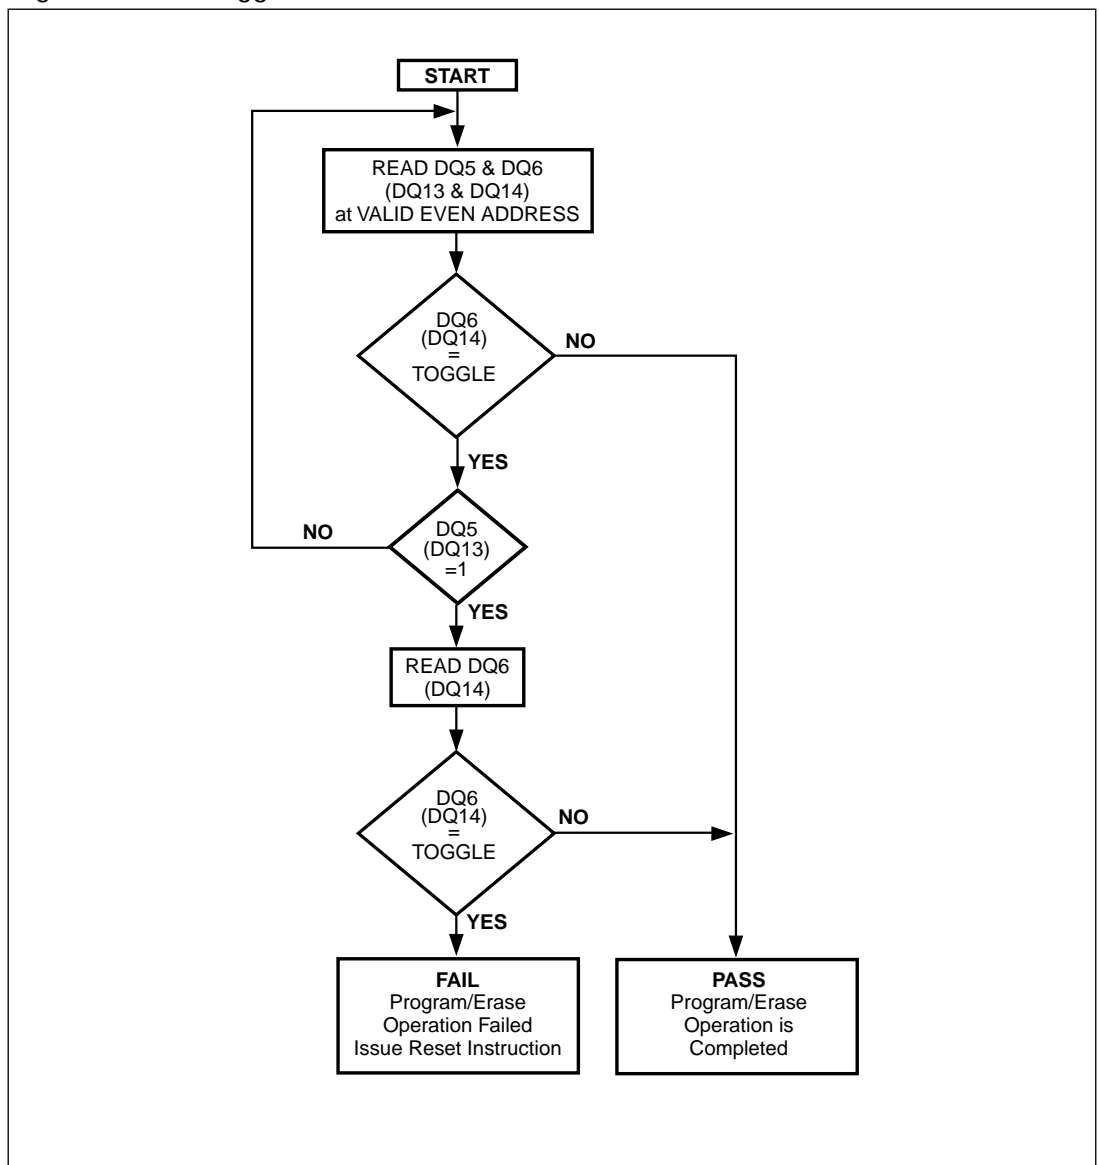 START
READ DQ5 & DQ6
(DQ13 & DQ14)
at VALID EVEN ADDRESS
DQ6
(DQ14)
=
TOGGLE
NO
YES
DQ5
(DQ13)
=1
NO
YES
READ DQ6
(DQ14)
DQ6
(DQ14)
=
TOGGLE
NO
YES
FAIL
Program/Erase
Operation Failed
Issue Reset Instruction
PASS
Program/Erase
Operation is
Completed